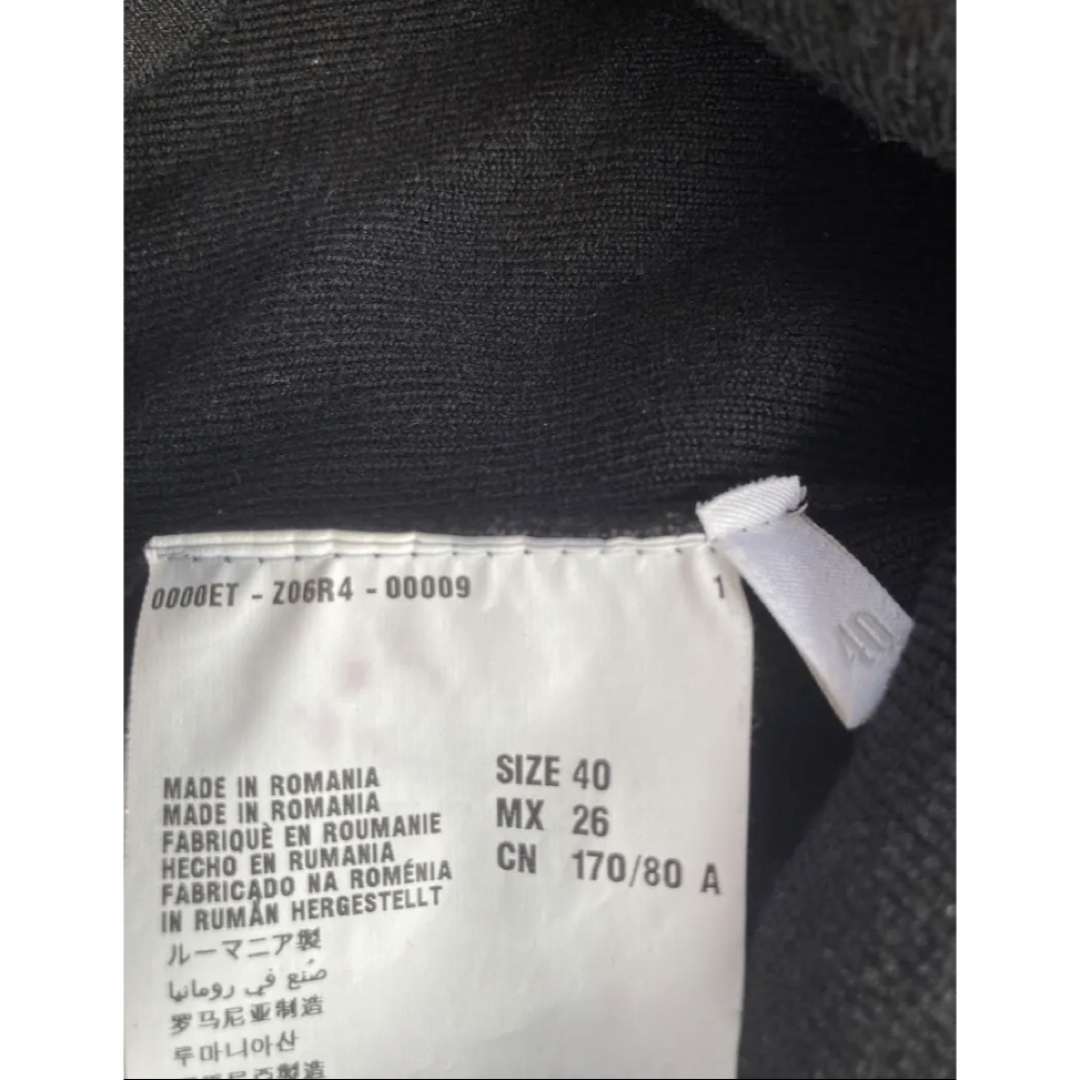 0000ET - Z06R4 - 00009 1
40
SIZE 40
MX 26
CN 170/80 A
MADE IN ROMANIA
MADE IN ROMANIA
FABRIQUÈ EN ROUMANIE
HECHO EN RUMANIA
FABRICADO NA ROMÉNIA
IN RUMÄN HERGESTELLT
ルーマニア製
صُنع في رومانيا
罗马尼亚制造
루마니아산